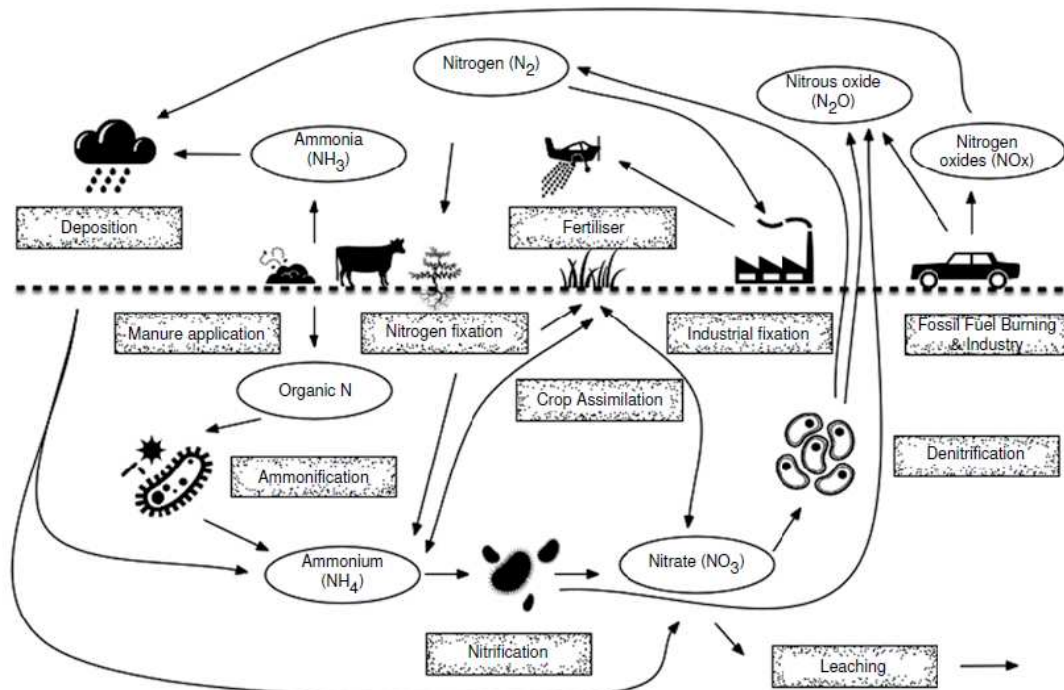 Nitrogen (N2)
Nitrous oxide
(N2O)
Ammonia
(NH3)
Nitrogen
oxides (NOx)
Deposition
Fertiliser
Manure application
Nitrogen fixation
Industrial fixation
Fossil Fuel Burning
& Industry
Organic N
Crop Assimilation
Ammonification
Denitrification
Ammonium
(NH4)
Nitrate (NO3)
Nitrification
Leaching